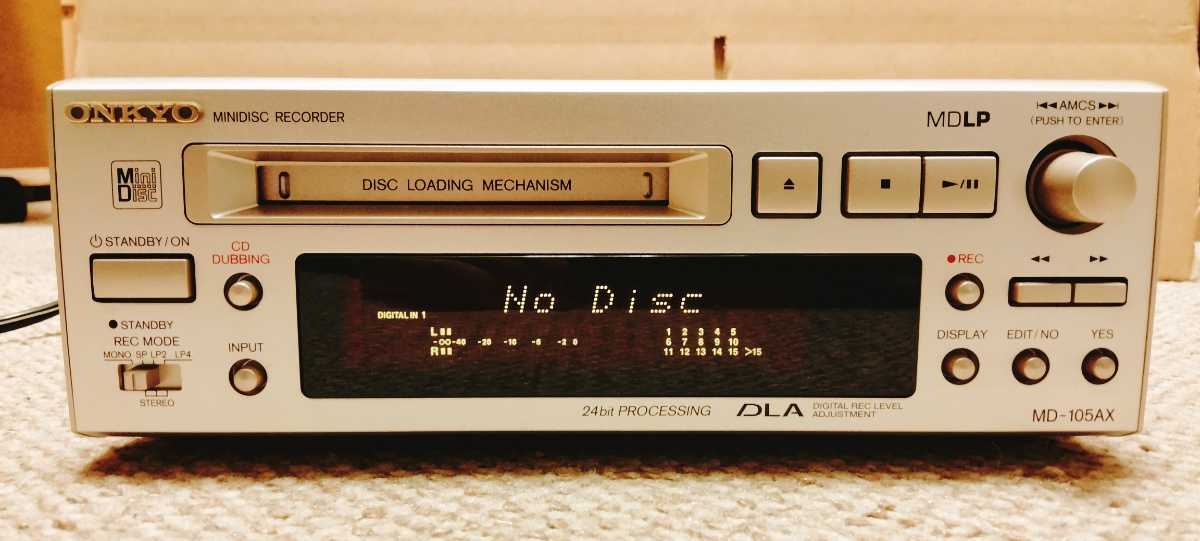 ONKYO MINIDISC RECORDER
MDLP
AMCS
(PUSH TO ENTER)
Mini
Disc
DISC LOADING MECHANISM
STANDBY/ON
CD
DUBBING
REC
No Disc
DIGITAL IN 1
L
-∞-40 -20 -10 -6 -2 0
R
1 2 3 4 5
6 7 8 9 10
11 12 13 14 15 >15
STANDBY
REC MODE
MONO SP LP2 LP4
STEREO
INPUT
DISPLAY EDIT/NO YES
24bit PROCESSING
DLA
DIGITAL REC LEVEL
ADJUSTMENT
MD-105AX